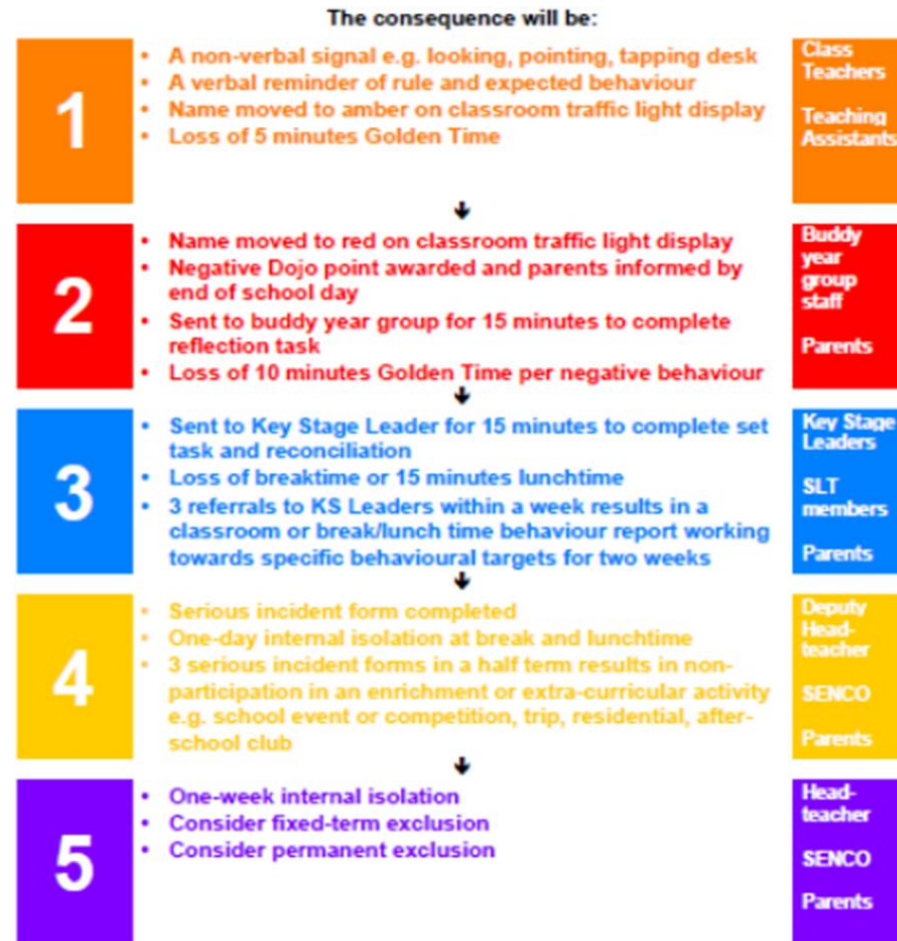 The consequence will be:
1
• A non-verbal signal e.g. looking, pointing, tapping desk
• A verbal reminder of rule and expected behaviour
• Name moved to amber on classroom traffic light display
• Loss of 5 minutes Golden Time
Class
Teachers
Teaching
Assistants
2
• Name moved to red on classroom traffic light display
• Negative Dojo point awarded and parents informed by
end of school day
• Sent to buddy year group for 15 minutes to complete
reflection task
• Loss of 10 minutes Golden Time per negative behaviour
Buddy
year
group
staff
Parents
3
• Sent to Key Stage Leader for 15 minutes to complete set
task and reconciliation
• Loss of breaktime or 15 minutes lunchtime
• 3 referrals to KS Leaders within a week results in a
classroom or break/lunch time behaviour report working
towards specific behavioural targets for two weeks
Key Stage
Leaders
SLT
members
Parents
4
• Serious incident form completed
• One-day internal isolation at break and lunchtime
• 3 serious incident forms in a half term results in non-
participation in an enrichment or extra-curricular activity
e.g. school event or competition, trip, residential, after-
school club
Deputy
Head-
teacher
SENCO
Parents
5
• One-week internal isolation
• Consider fixed-term exclusion
• Consider permanent exclusion
Head-
teacher
SENCO
Parents